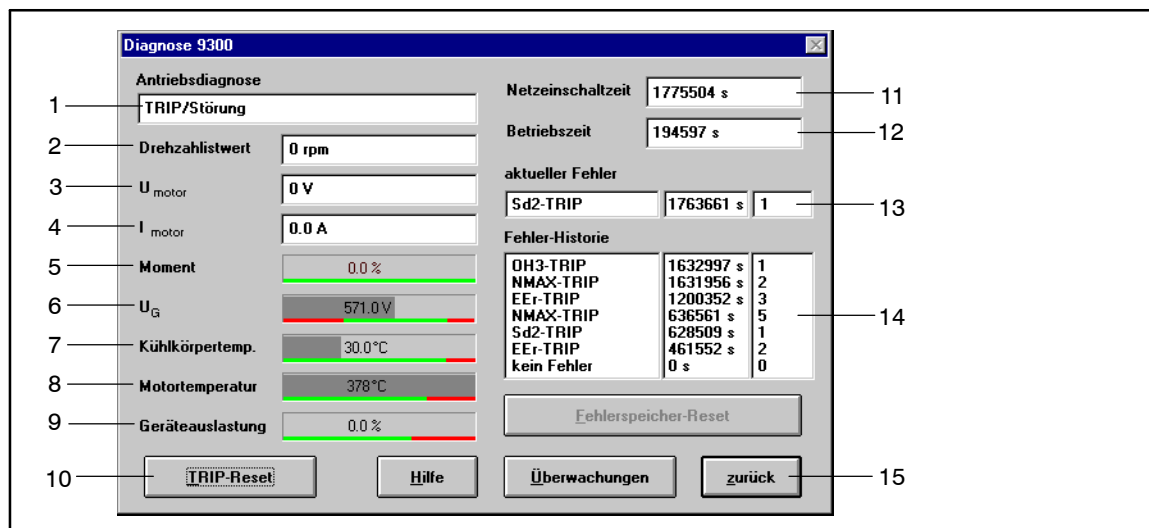 Diagnose 9300
Antriebsdiagnose
1 TRIP/Störung
2 Drehzahlistwert 0 rpm
3 U motor 0 V
4 I motor 0.0 A
5 Moment 0.0 %
6 UG 571.0 V
7 Kühlkörpertemp. 30.0°C
8 Motortemperatur 378°C
9 Geräteauslastung 0.0 %
10 TRIP-Reset Hilfe
Netzeinschaltzeit 1775504 s 11
Betriebszeit 194597 s 12
aktueller Fehler
Sd2-TRIP 1763661 s 1 13
Fehler-Historie
OH3-TRIP 1632997 s 1
NMAX-TRIP 1631956 s 2
EEr-TRIP 1200352 s 3
NMAX-TRIP 636561 s 5 14
Sd2-TRIP 628509 s 1
EEr-TRIP 461552 s 2
kein Fehler 0 s 0
Fehlerspeicher-Reset
Überwachungen zurück 15